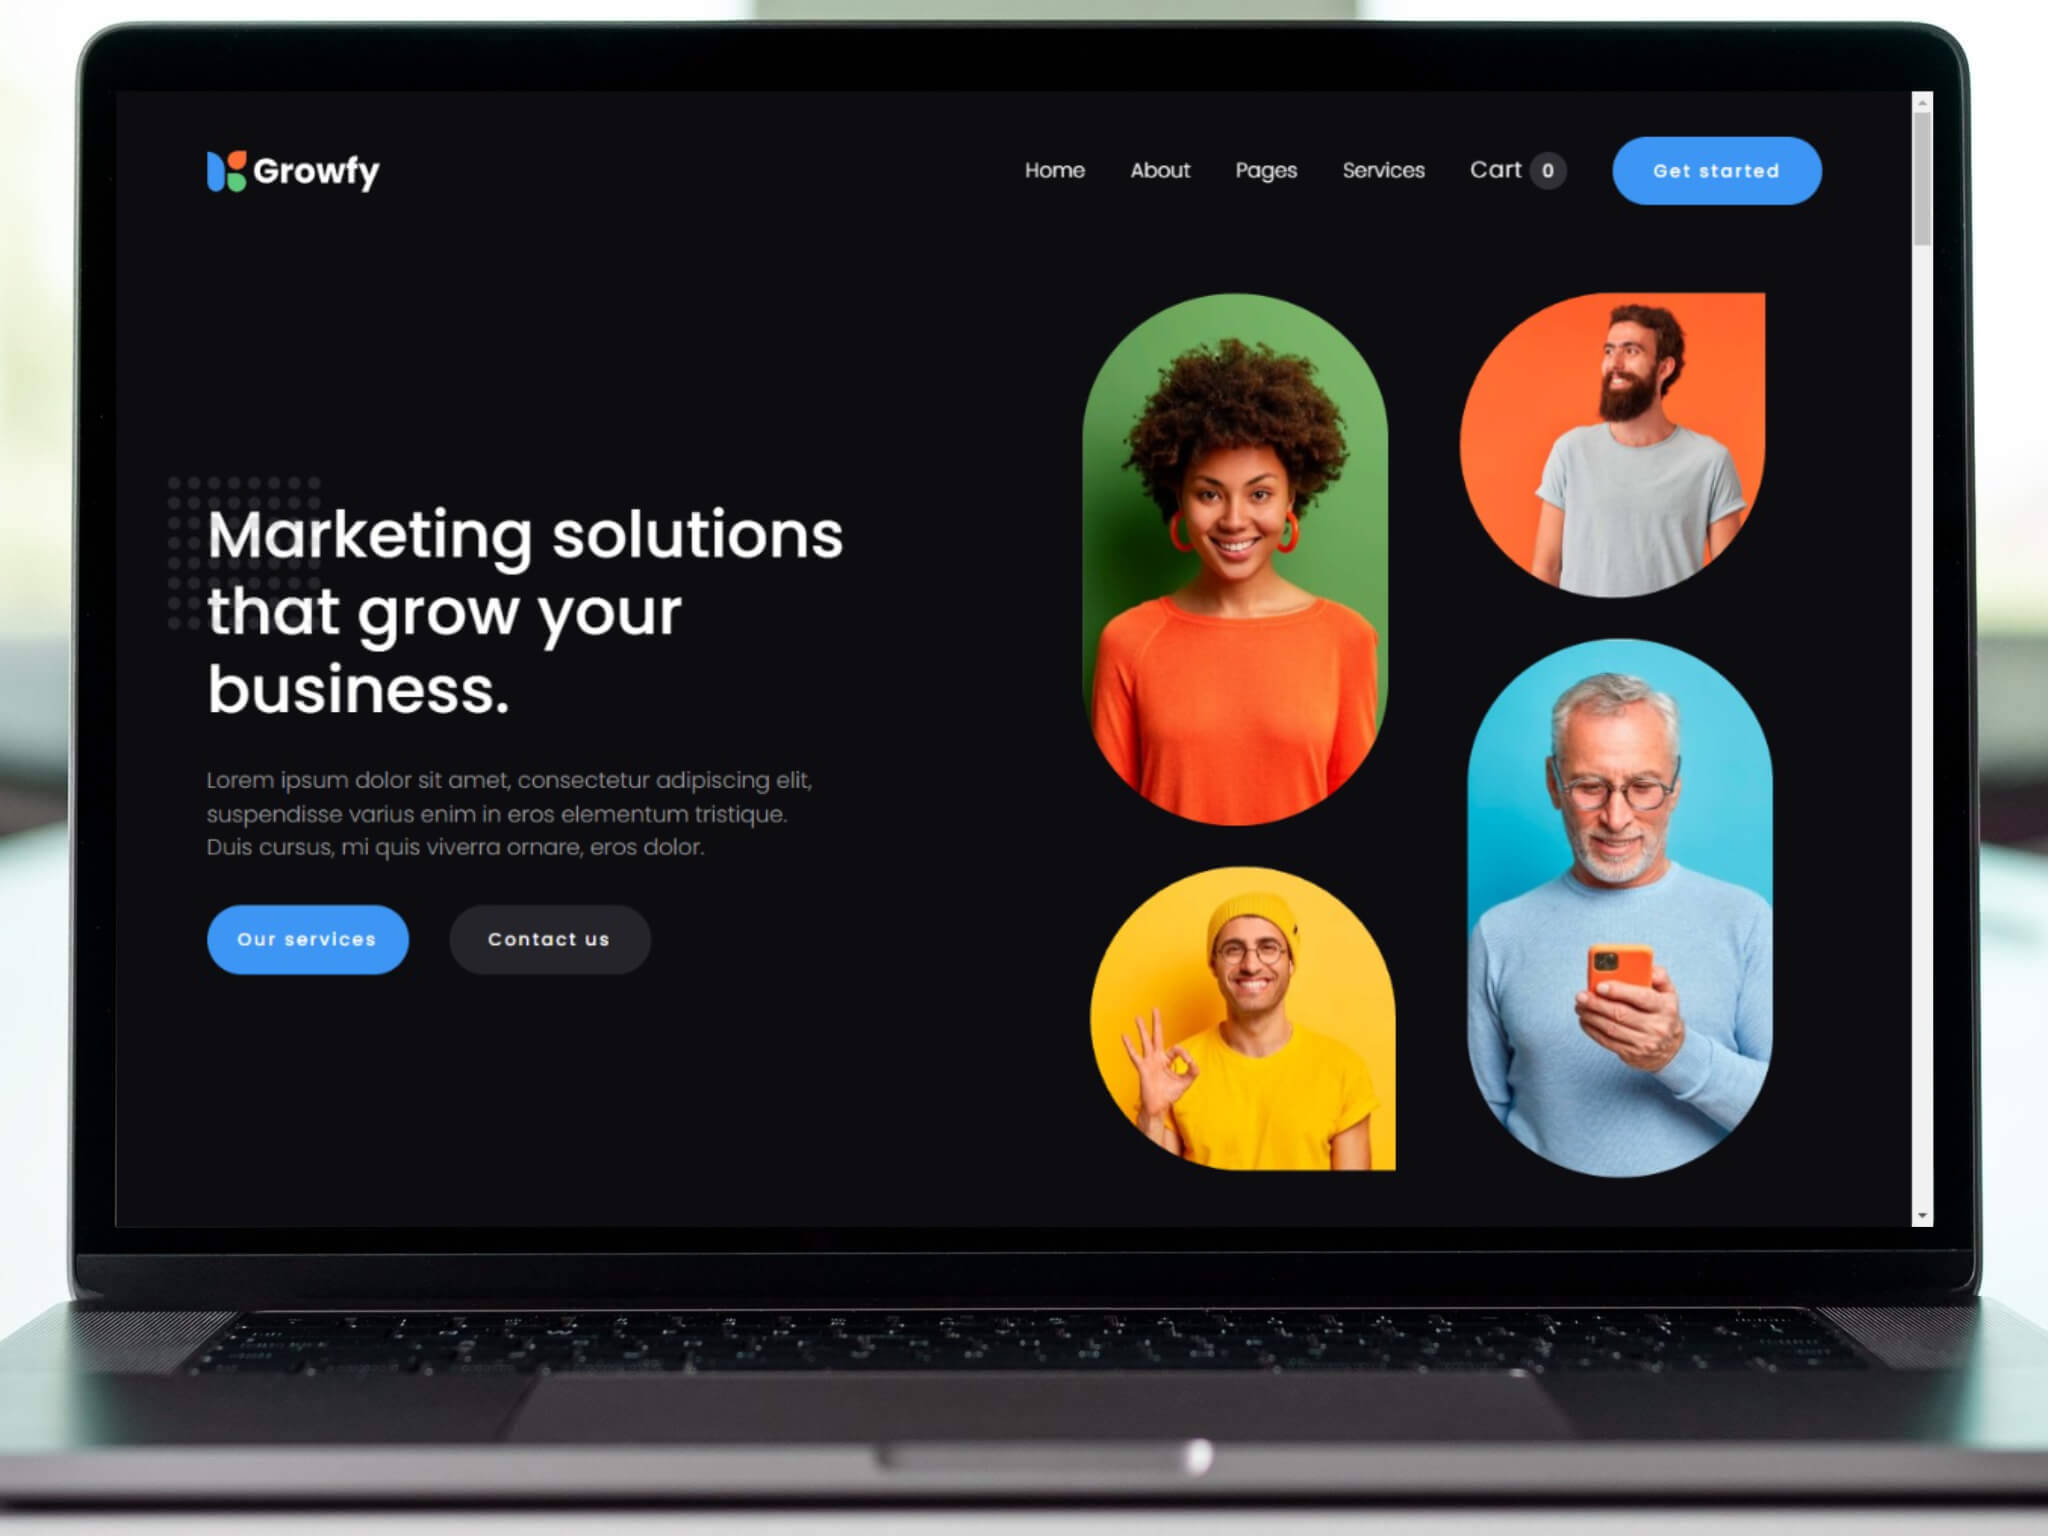 Growfy
Home About Pages Services Cart 0 Get started
Marketing solutions
that grow your
business.
Lorem ipsum dolor sit amet, consectetur adipiscing elit,
suspendisse varius enim in eros elementum tristique.
Duis cursus, mi quis viverra ornare, eros dolor.
Our services Contact us